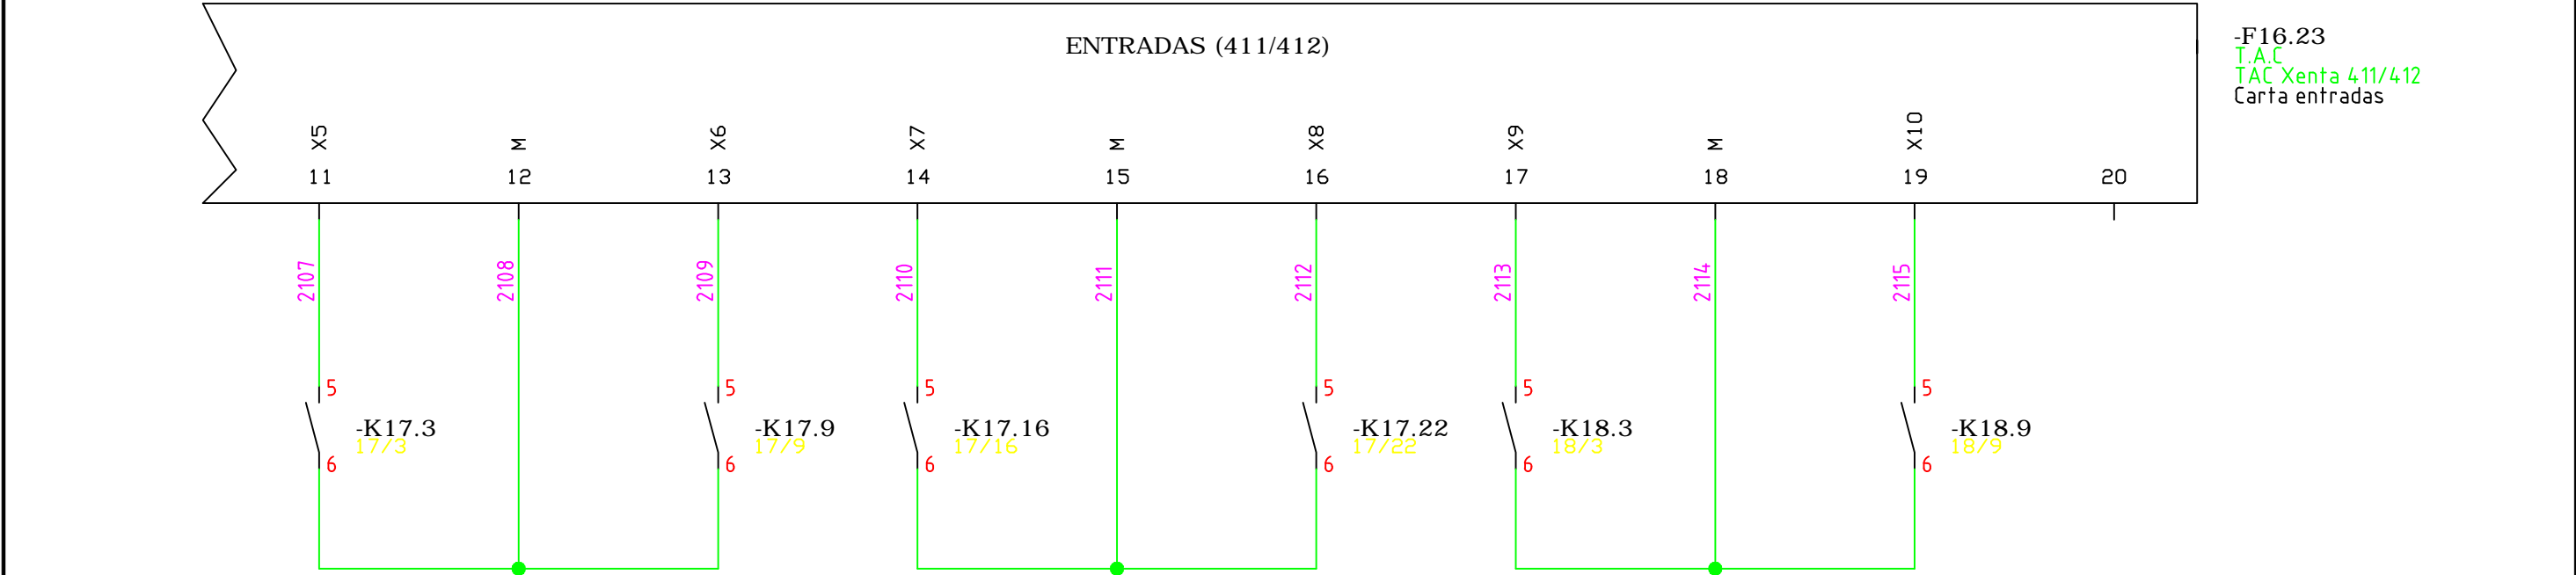 ENTRADAS (411/412)
-F16.23
T.A.C
TAC Xenta 411/412
Carta entradas
X5 M X6 X7 M X8 X9 M X10
11 12 13 14 15 16 17 18 19 20
2107 2108 2109 2110 2111 2112 2113 2114 2115
5 5 5 5 5 5
-K17.3 -K17.9 -K17.16 -K17.22 -K18.3 -K18.9
17/3 17/9 17/16 17/22 18/3 18/9
6 6 6 6 6 6